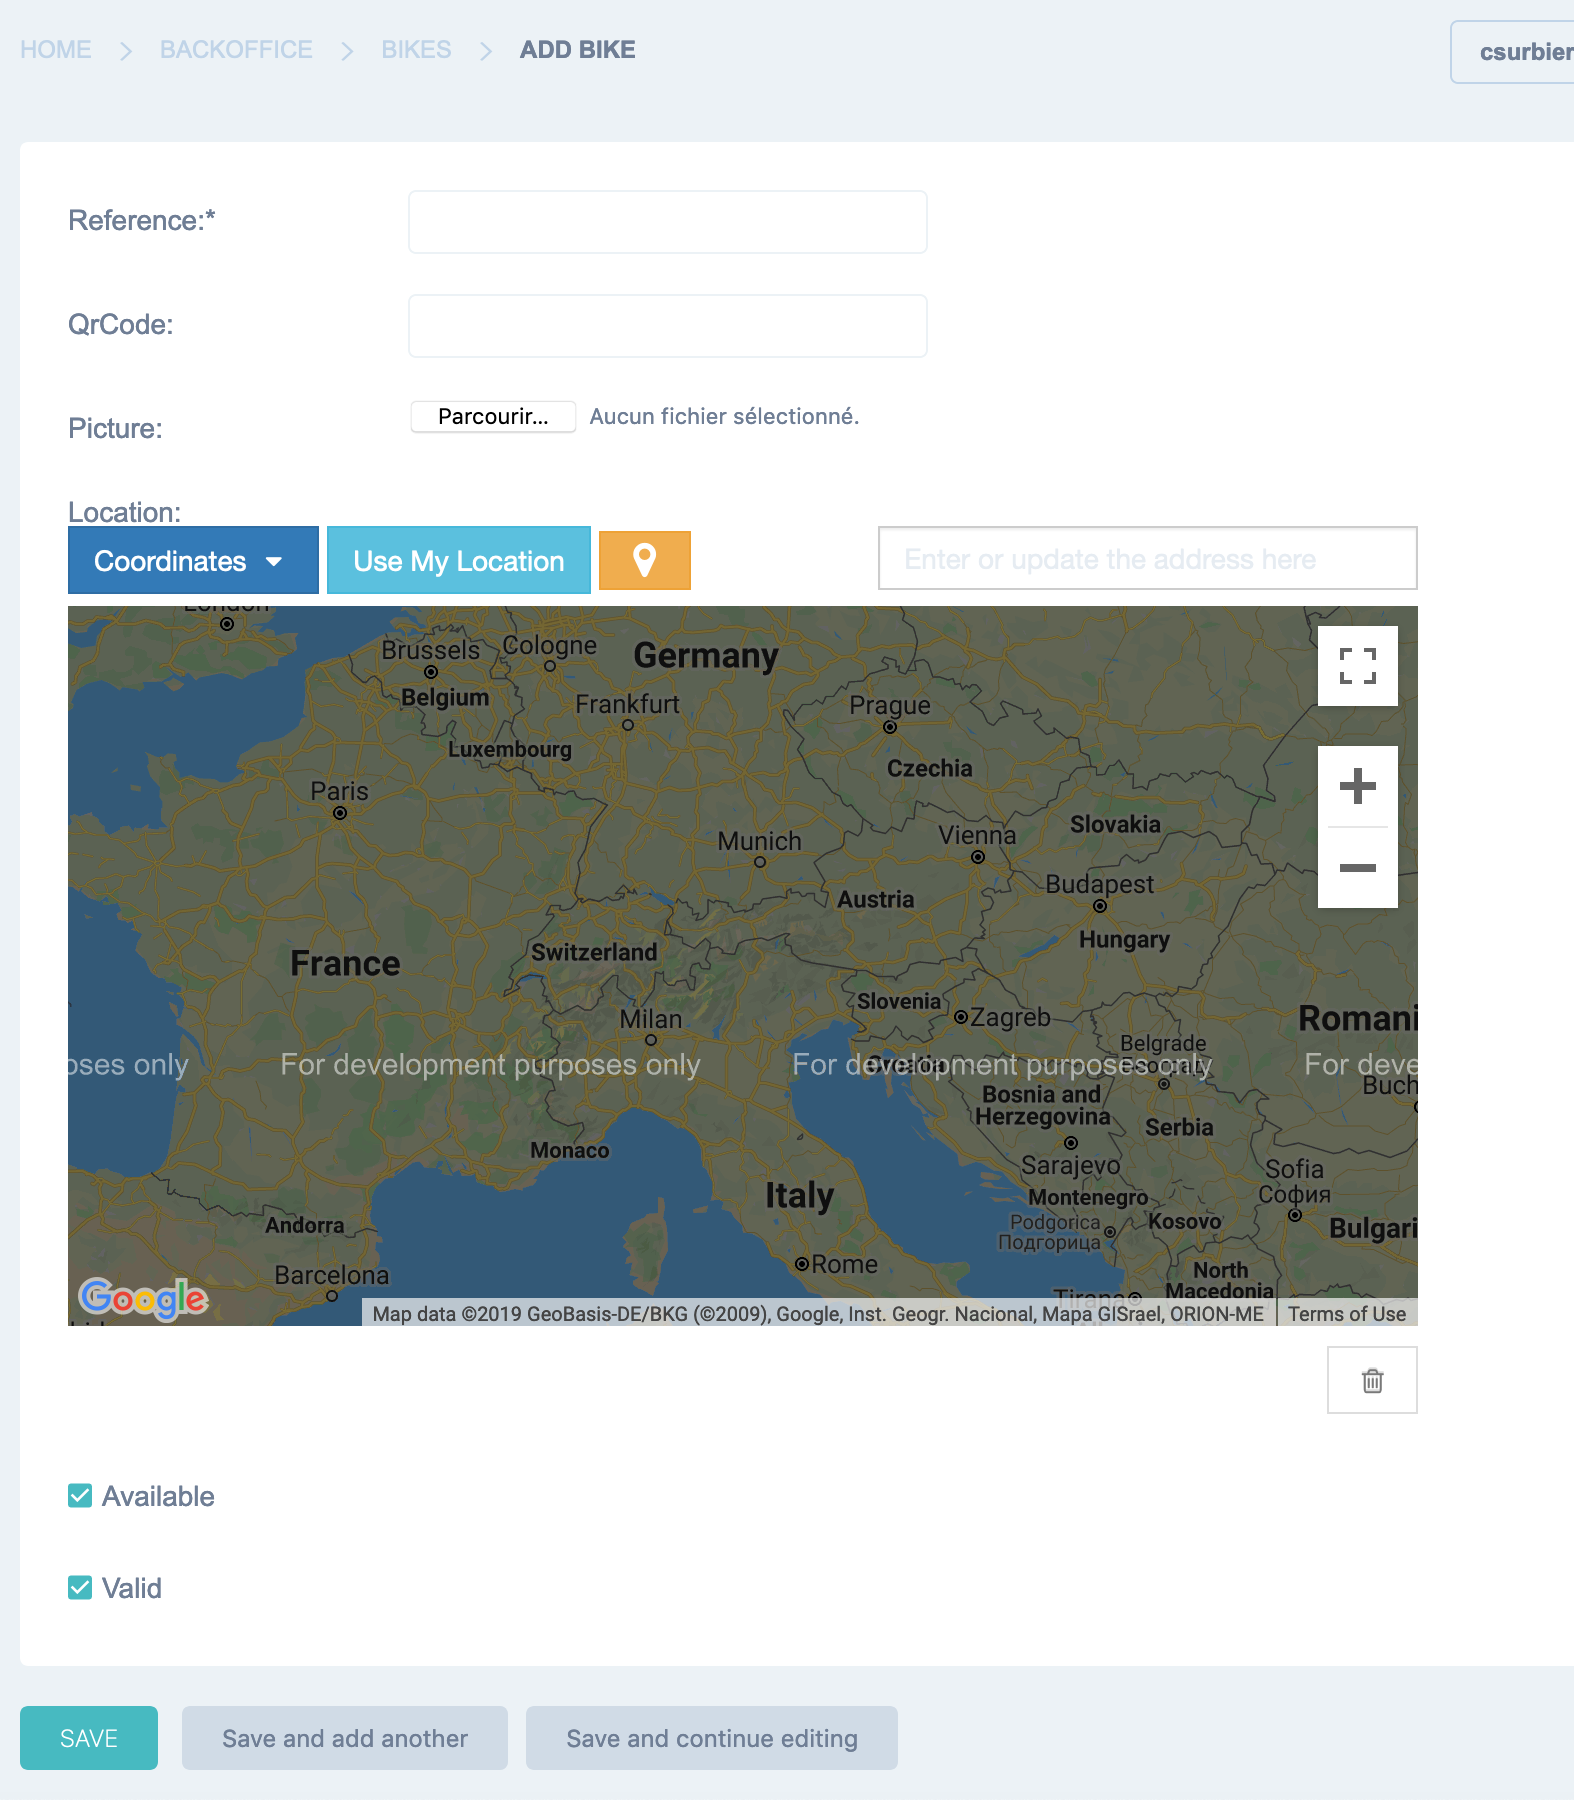 HOME > BACKOFFICE > BIKES > ADD BIKE
csurbier
Reference:*
QrCode:
Picture:
Parcourir... Aucun fichier sélectionné.
Location:
Coordinates
Use My Location
Enter or update the address here
London
Brussels
Cologne
Germany
Belgium
Frankfurt
Prague
Luxembourg
Czechia
Paris
Slovakia
Munich
Vienna
Budapest
Austria
Hungary
Switzerland
France
Slovenia
Zagreb
Milan
Romani
Belgrade
Београд
Croatia
oses only
For development purposes only
For development purposes only
For deve
Buch
Bosnia and
Herzegovina
Serbia
Monaco
Sarajevo
Sofia
София
Italy
Montenegro
Andorra
Podgorica
Подгорица
Kosovo
Bulgari
Rome
Barcelona
North
Macedonia
Tirana
Google
Map data ©2019 GeoBasis-DE/BKG (©2009), Google, Inst. Geogr. Nacional, Mapa GISrael, ORION-ME
Terms of Use
Available
Valid
SAVE
Save and add another
Save and continue editing